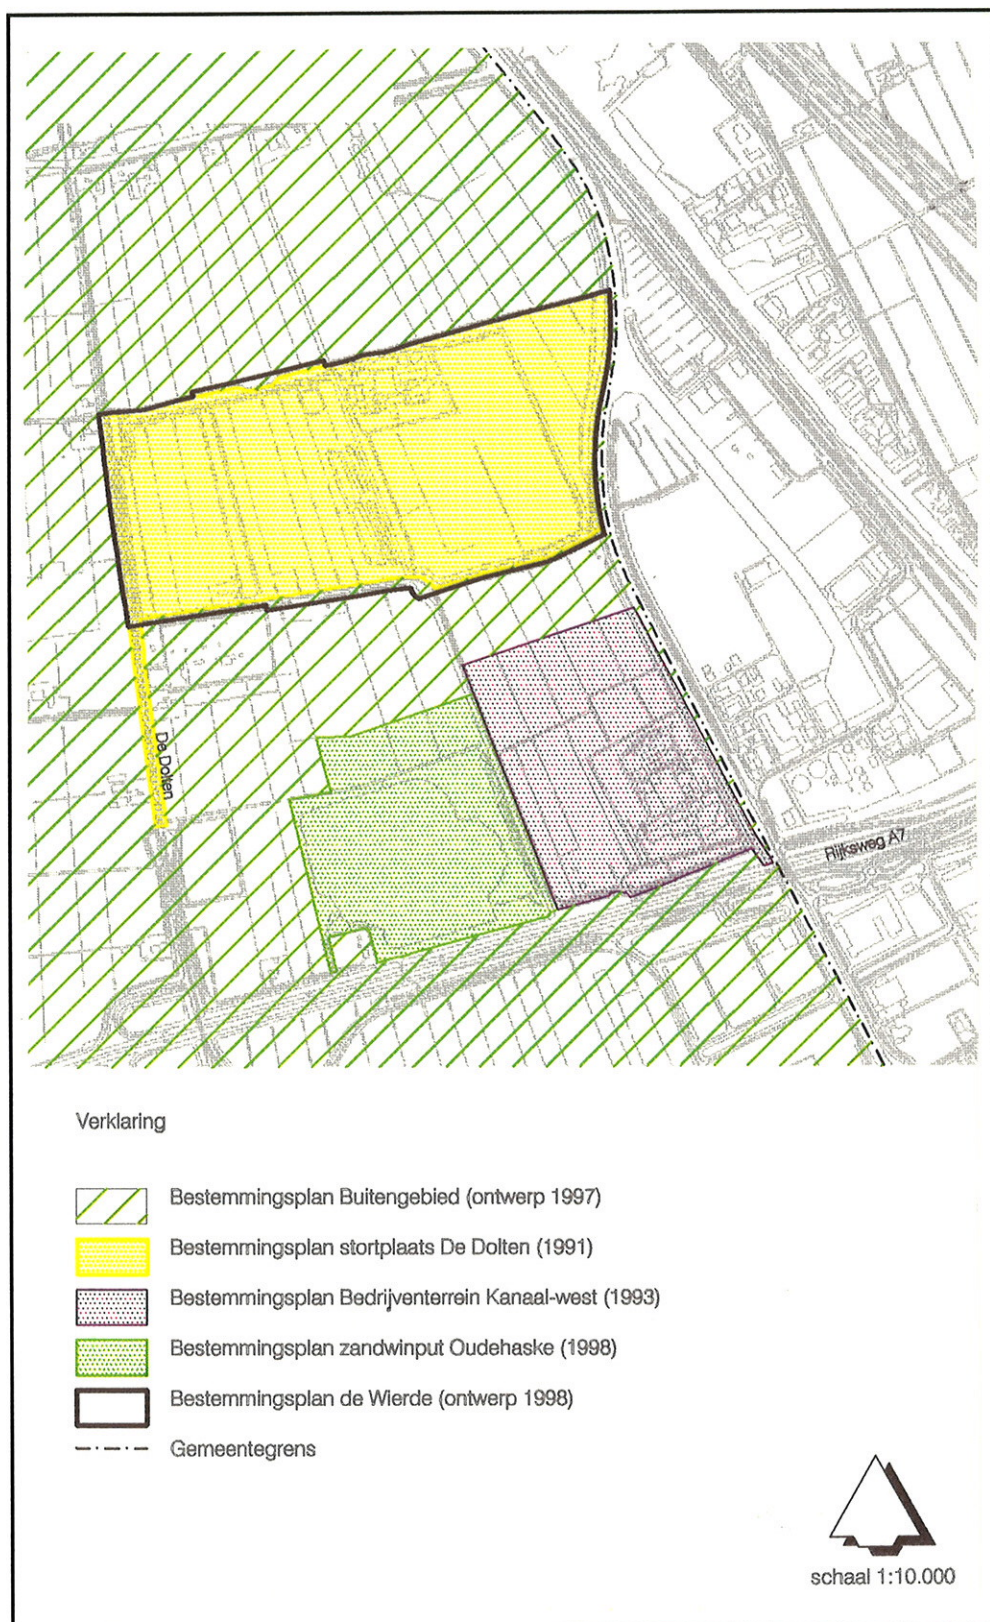 De Dolten
Rijksweg A7
Verklaring
Bestemmingsplan Buitengebied (ontwerp 1997)
Bestemmingsplan stortplaats De Dolten (1991)
Bestemmingsplan Bedrijventerrein Kanaal-west (1993)
Bestemmingsplan zandwinput Oudehaske (1998)
Bestemmingsplan de Wierde (ontwerp 1998)
Gemeentegrens
schaal 1:10.000